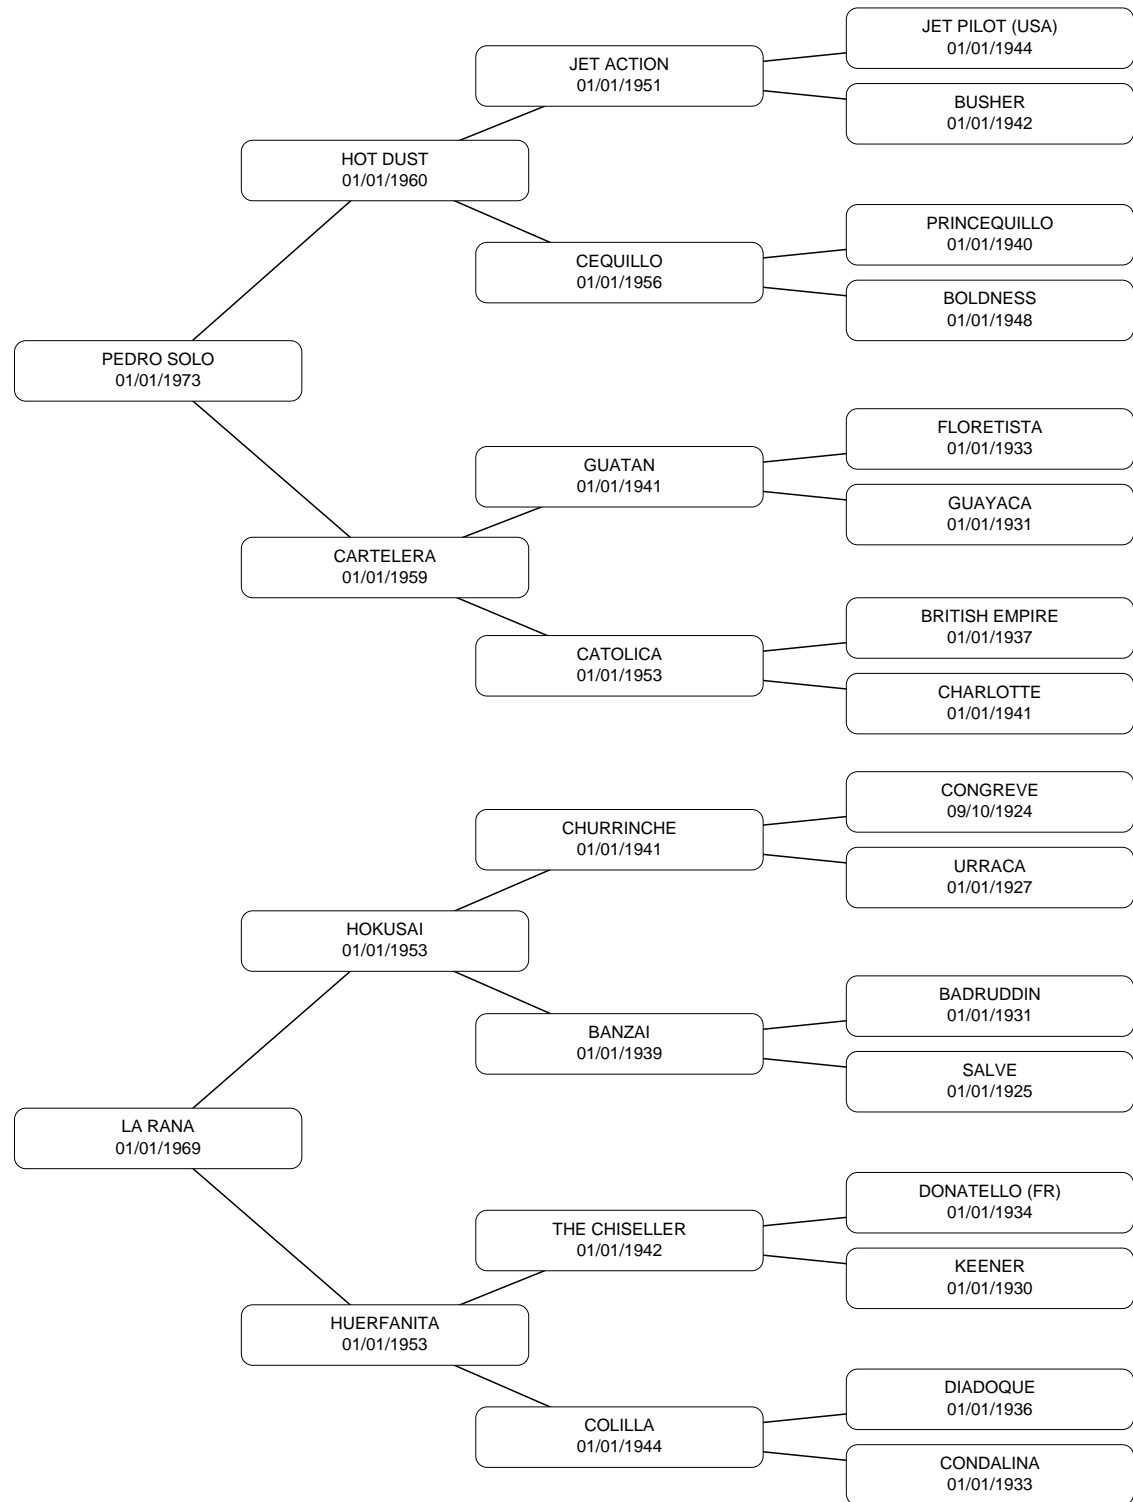 JET PILOT (USA)
01/01/1944
JET ACTION
01/01/1951
BUSHER
01/01/1942
HOT DUST
01/01/1960
PRINCEQUILLO
01/01/1940
CEQUILLO
01/01/1956
BOLDNESS
01/01/1948
PEDRO SOLO
01/01/1973
FLORETISTA
01/01/1933
GUATAN
01/01/1941
GUAYACA
01/01/1931
CARTELERA
01/01/1959
BRITISH EMPIRE
01/01/1937
CATOLICA
01/01/1953
CHARLOTTE
01/01/1941
CONGREVE
09/10/1924
CHURRINCHE
01/01/1941
URRACA
01/01/1927
HOKUSAI
01/01/1953
BADRUDDIN
01/01/1931
BANZAI
01/01/1939
SALVE
01/01/1925
LA RANA
01/01/1969
DONATELLO (FR)
01/01/1934
THE CHISELLER
01/01/1942
KEENER
01/01/1930
HUERFANITA
01/01/1953
DIADOQUE
01/01/1936
COLILLA
01/01/1944
CONDALINA
01/01/1933